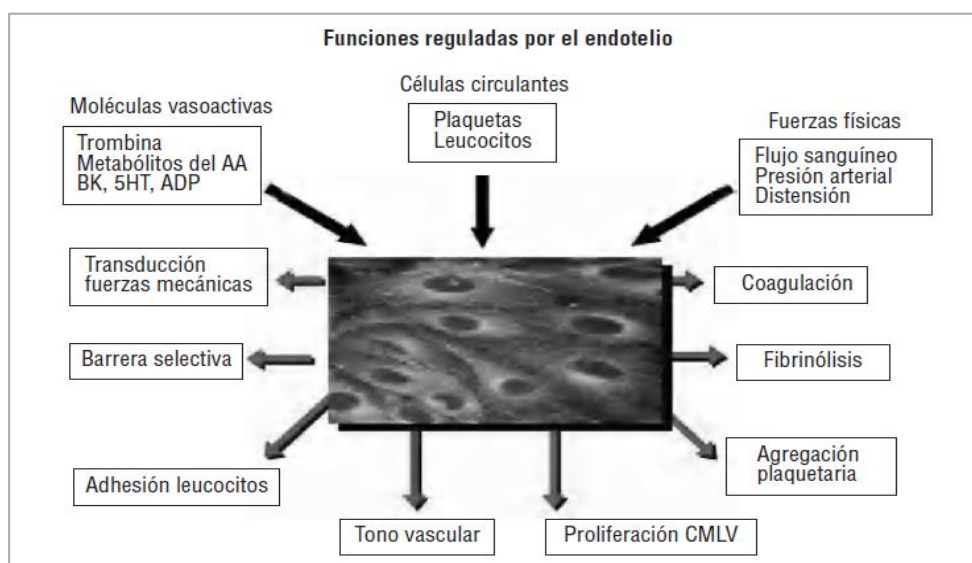 Funciones reguladas por el endotelio
Células circulantes
Plaquetas
Leucocitos
Moléculas vasoactivas
Trombina
Metabólitos del AA
BK, 5HT, ADP
Fuerzas físicas
Flujo sanguíneo
Presión arterial
Distensión
Transducción
fuerzas mecánicas
Coagulación
Barrera selectiva
Fibrinólisis
Adhesión leucocitos
Agregación
plaquetaria
Tono vascular
Proliferación CMLV